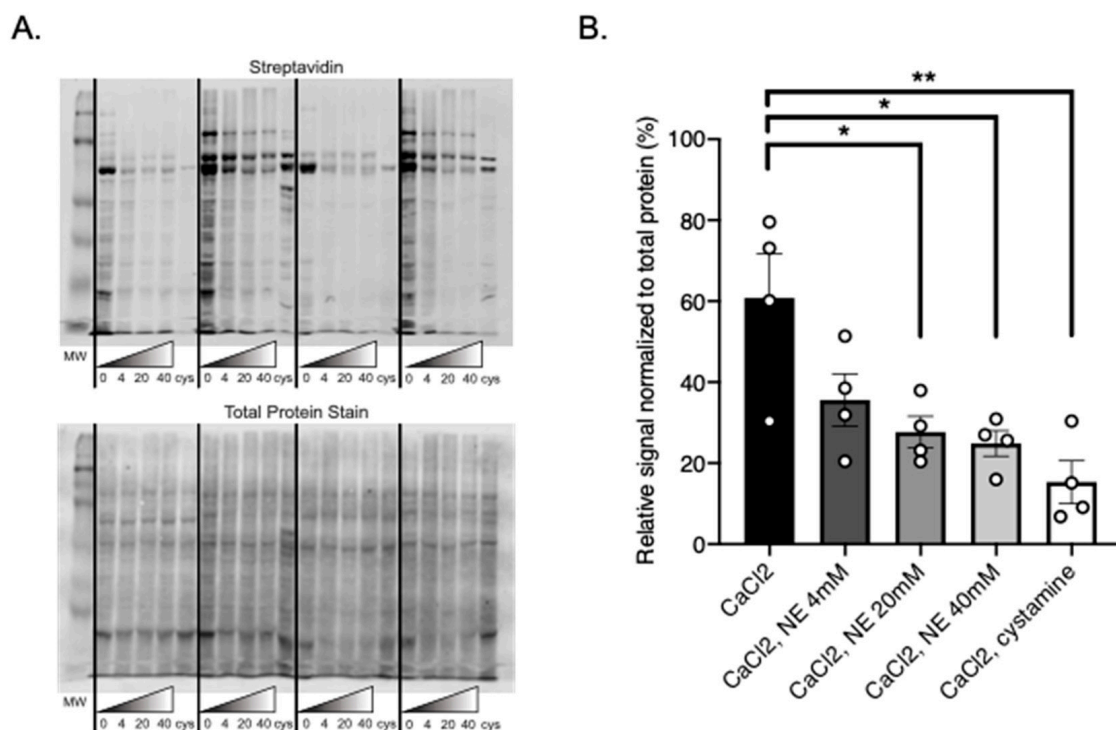 A.
Streptavidin
MW
0 4 20 40 cys 0 4 20 40 cys 0 4 20 40 cys 0 4 20 40 cys
Total Protein Stain
MW
0 4 20 40 cys 0 4 20 40 cys 0 4 20 40 cys 0 4 20 40 cys
B.
**
*
*
Relative signal normalized to total protein (%)
100
80
60
40
20
0
CaCl2
CaCl2, NE 4mM
CaCl2, NE 20mM
CaCl2, NE 40mM
CaCl2, cystamine